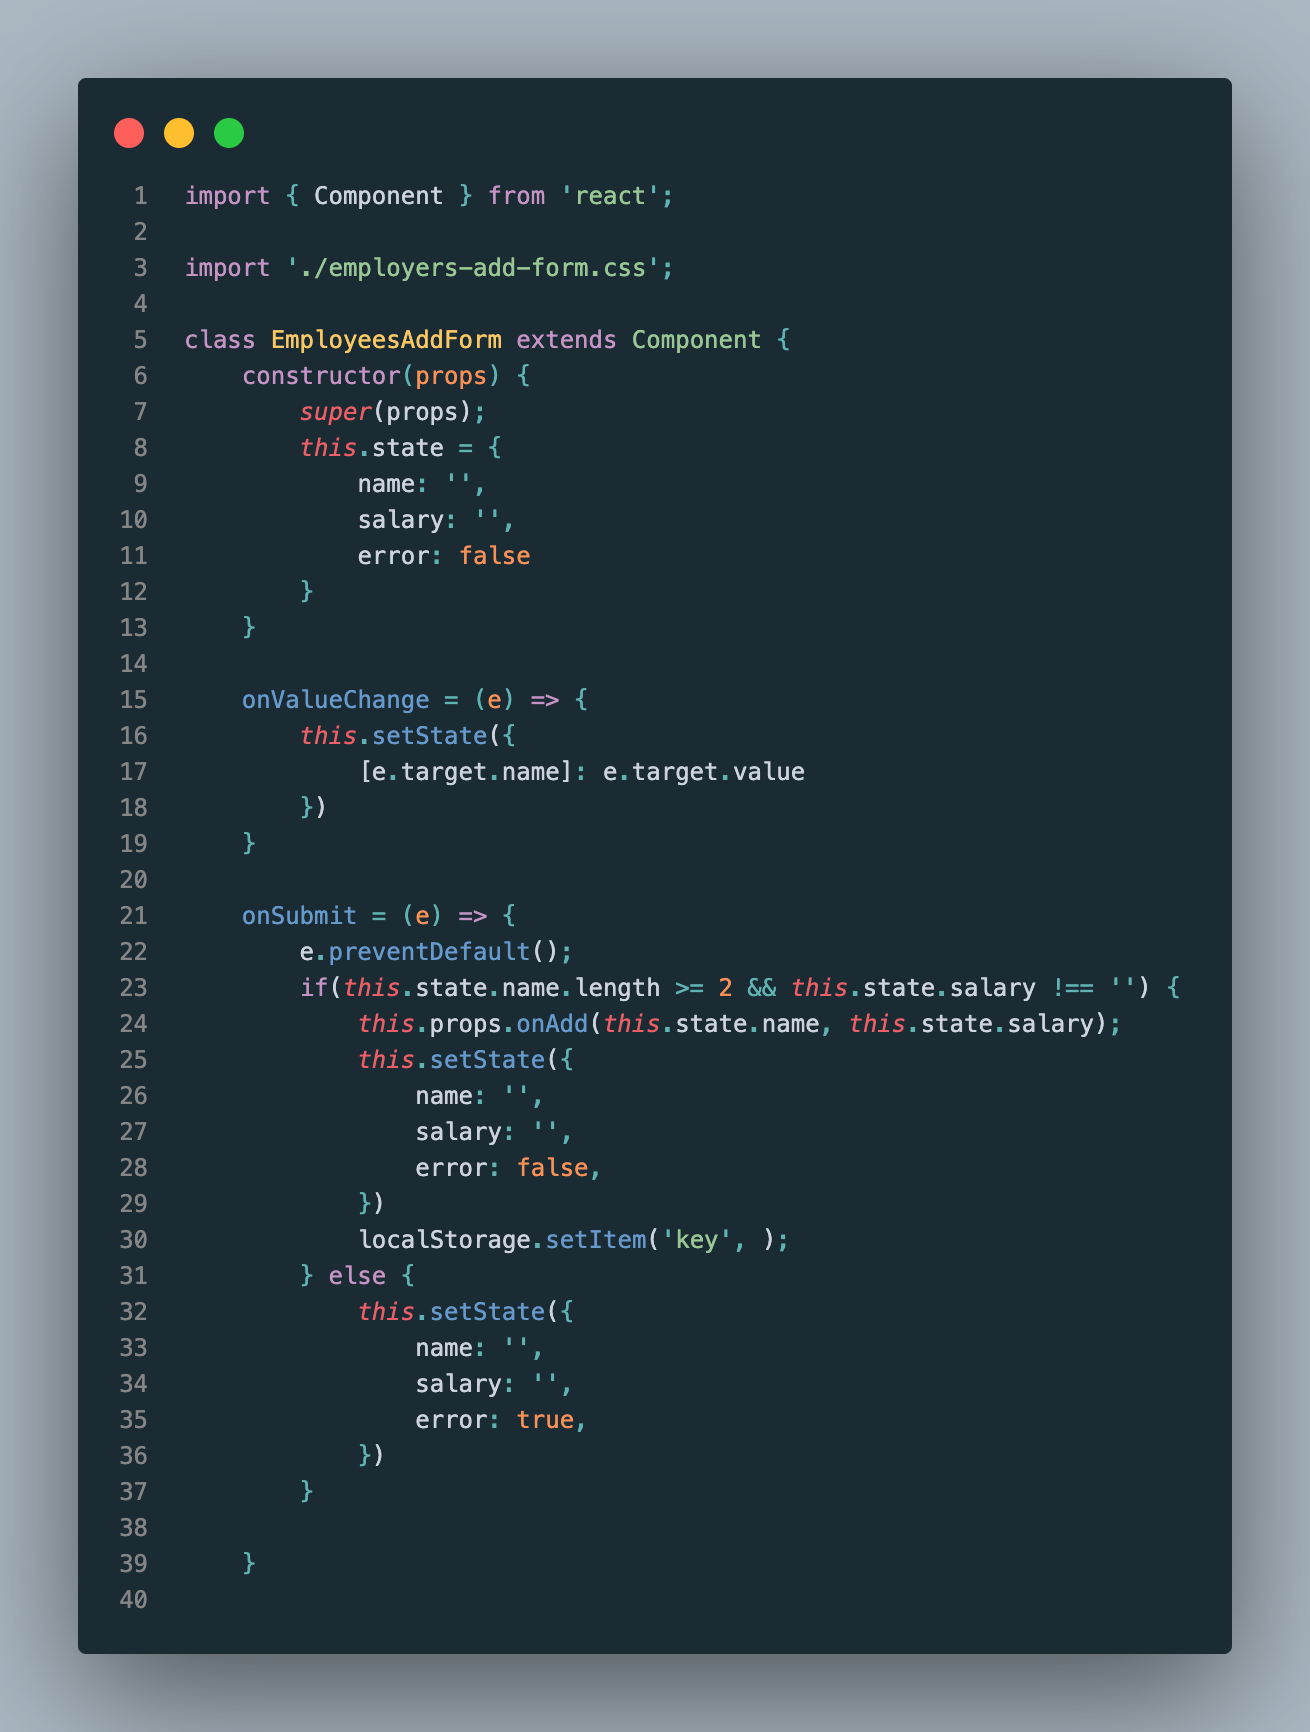 1 import { Component } from 'react';
2
3 import './employers-add-form.css';
4
5 class EmployeesAddForm extends Component {
6     constructor(props) {
7         super(props);
8         this.state = {
9             name: '',
10             salary: '',
11             error: false
12         }
13     }
14
15     onValueChange = (e) => {
16         this.setState({
17             [e.target.name]: e.target.value
18         })
19     }
20
21     onSubmit = (e) => {
22         e.preventDefault();
23         if(this.state.name.length >= 2 && this.state.salary !== '') {
24             this.props.onAdd(this.state.name, this.state.salary);
25             this.setState({
26                 name: '',
27                 salary: '',
28                 error: false,
29             })
30             localStorage.setItem('key', );
31         } else {
32             this.setState({
33                 name: '',
34                 salary: '',
35                 error: true,
36             })
37         }
38
39     }
40